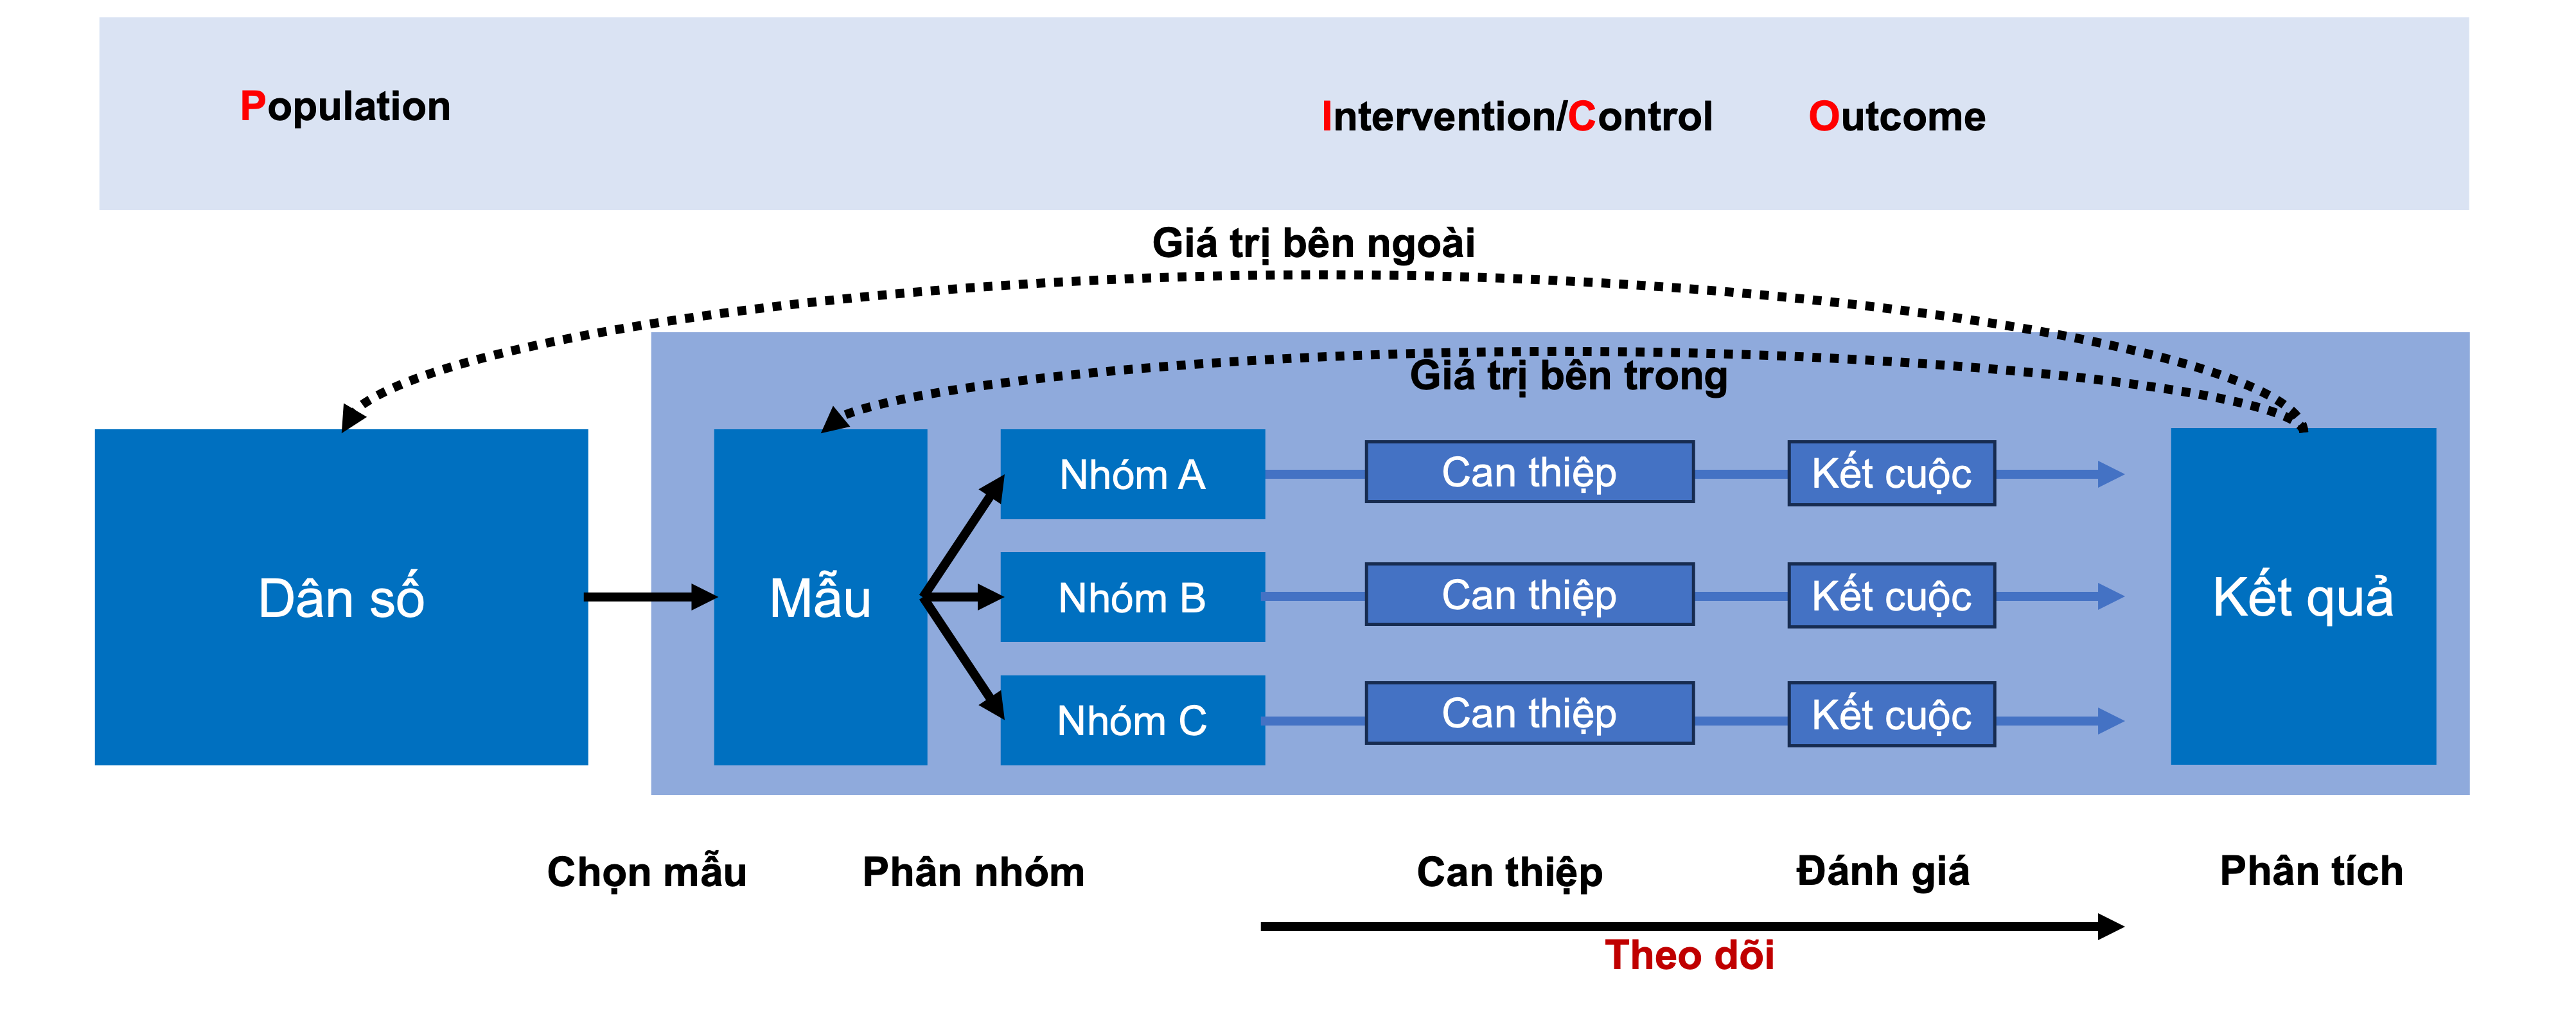 Population
Intervention/Control
Outcome
Giá trị bên ngoài
Giá trị bên trong
Dân số
Mẫu
Nhóm A
Can thiệp
Kết cuộc
Nhóm B
Can thiệp
Kết cuộc
Nhóm C
Can thiệp
Kết cuộc
Kết quả
Chọn mẫu
Phân nhóm
Can thiệp
Đánh giá
Phân tích
Theo dõi